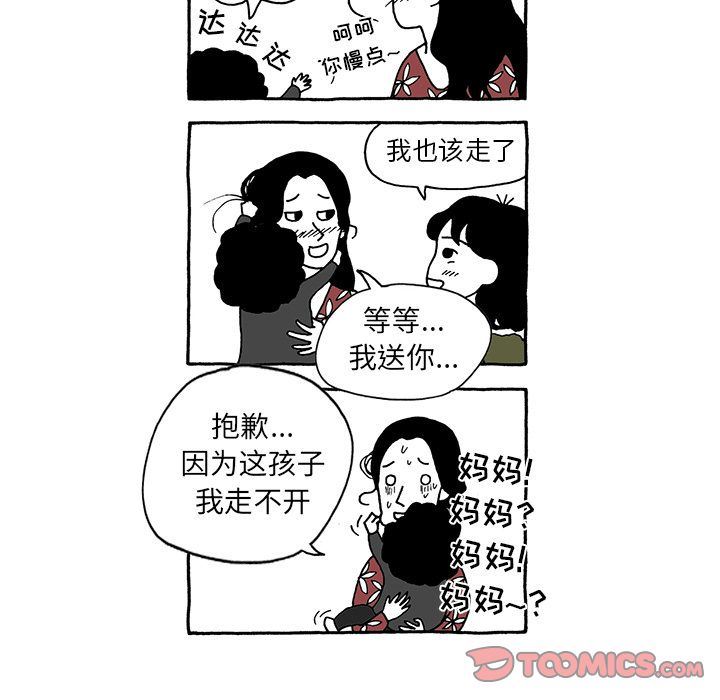 达达达
呵呵
你慢点~
我也该走了
等等...
我送你...
抱歉...
因为这孩子
我走不开
妈妈!
妈妈?
妈妈!
妈妈~?
TOOMICS.COM